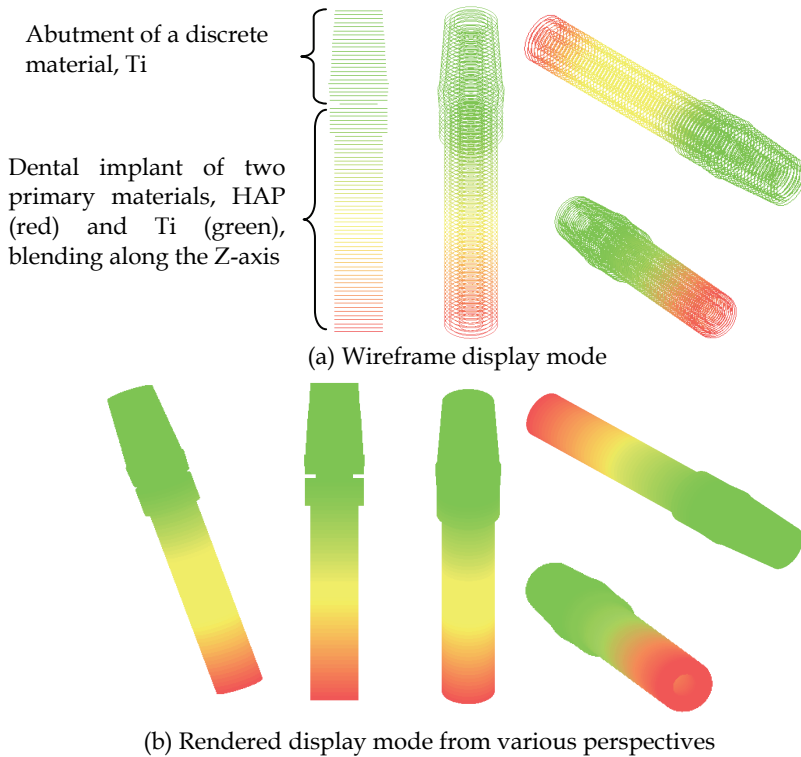 Abutment of a discrete
material, Ti
Dental implant of two
primary materials, HAP
(red) and Ti (green),
blending along the Z-axis
(a) Wireframe display mode
(b) Rendered display mode from various perspectives